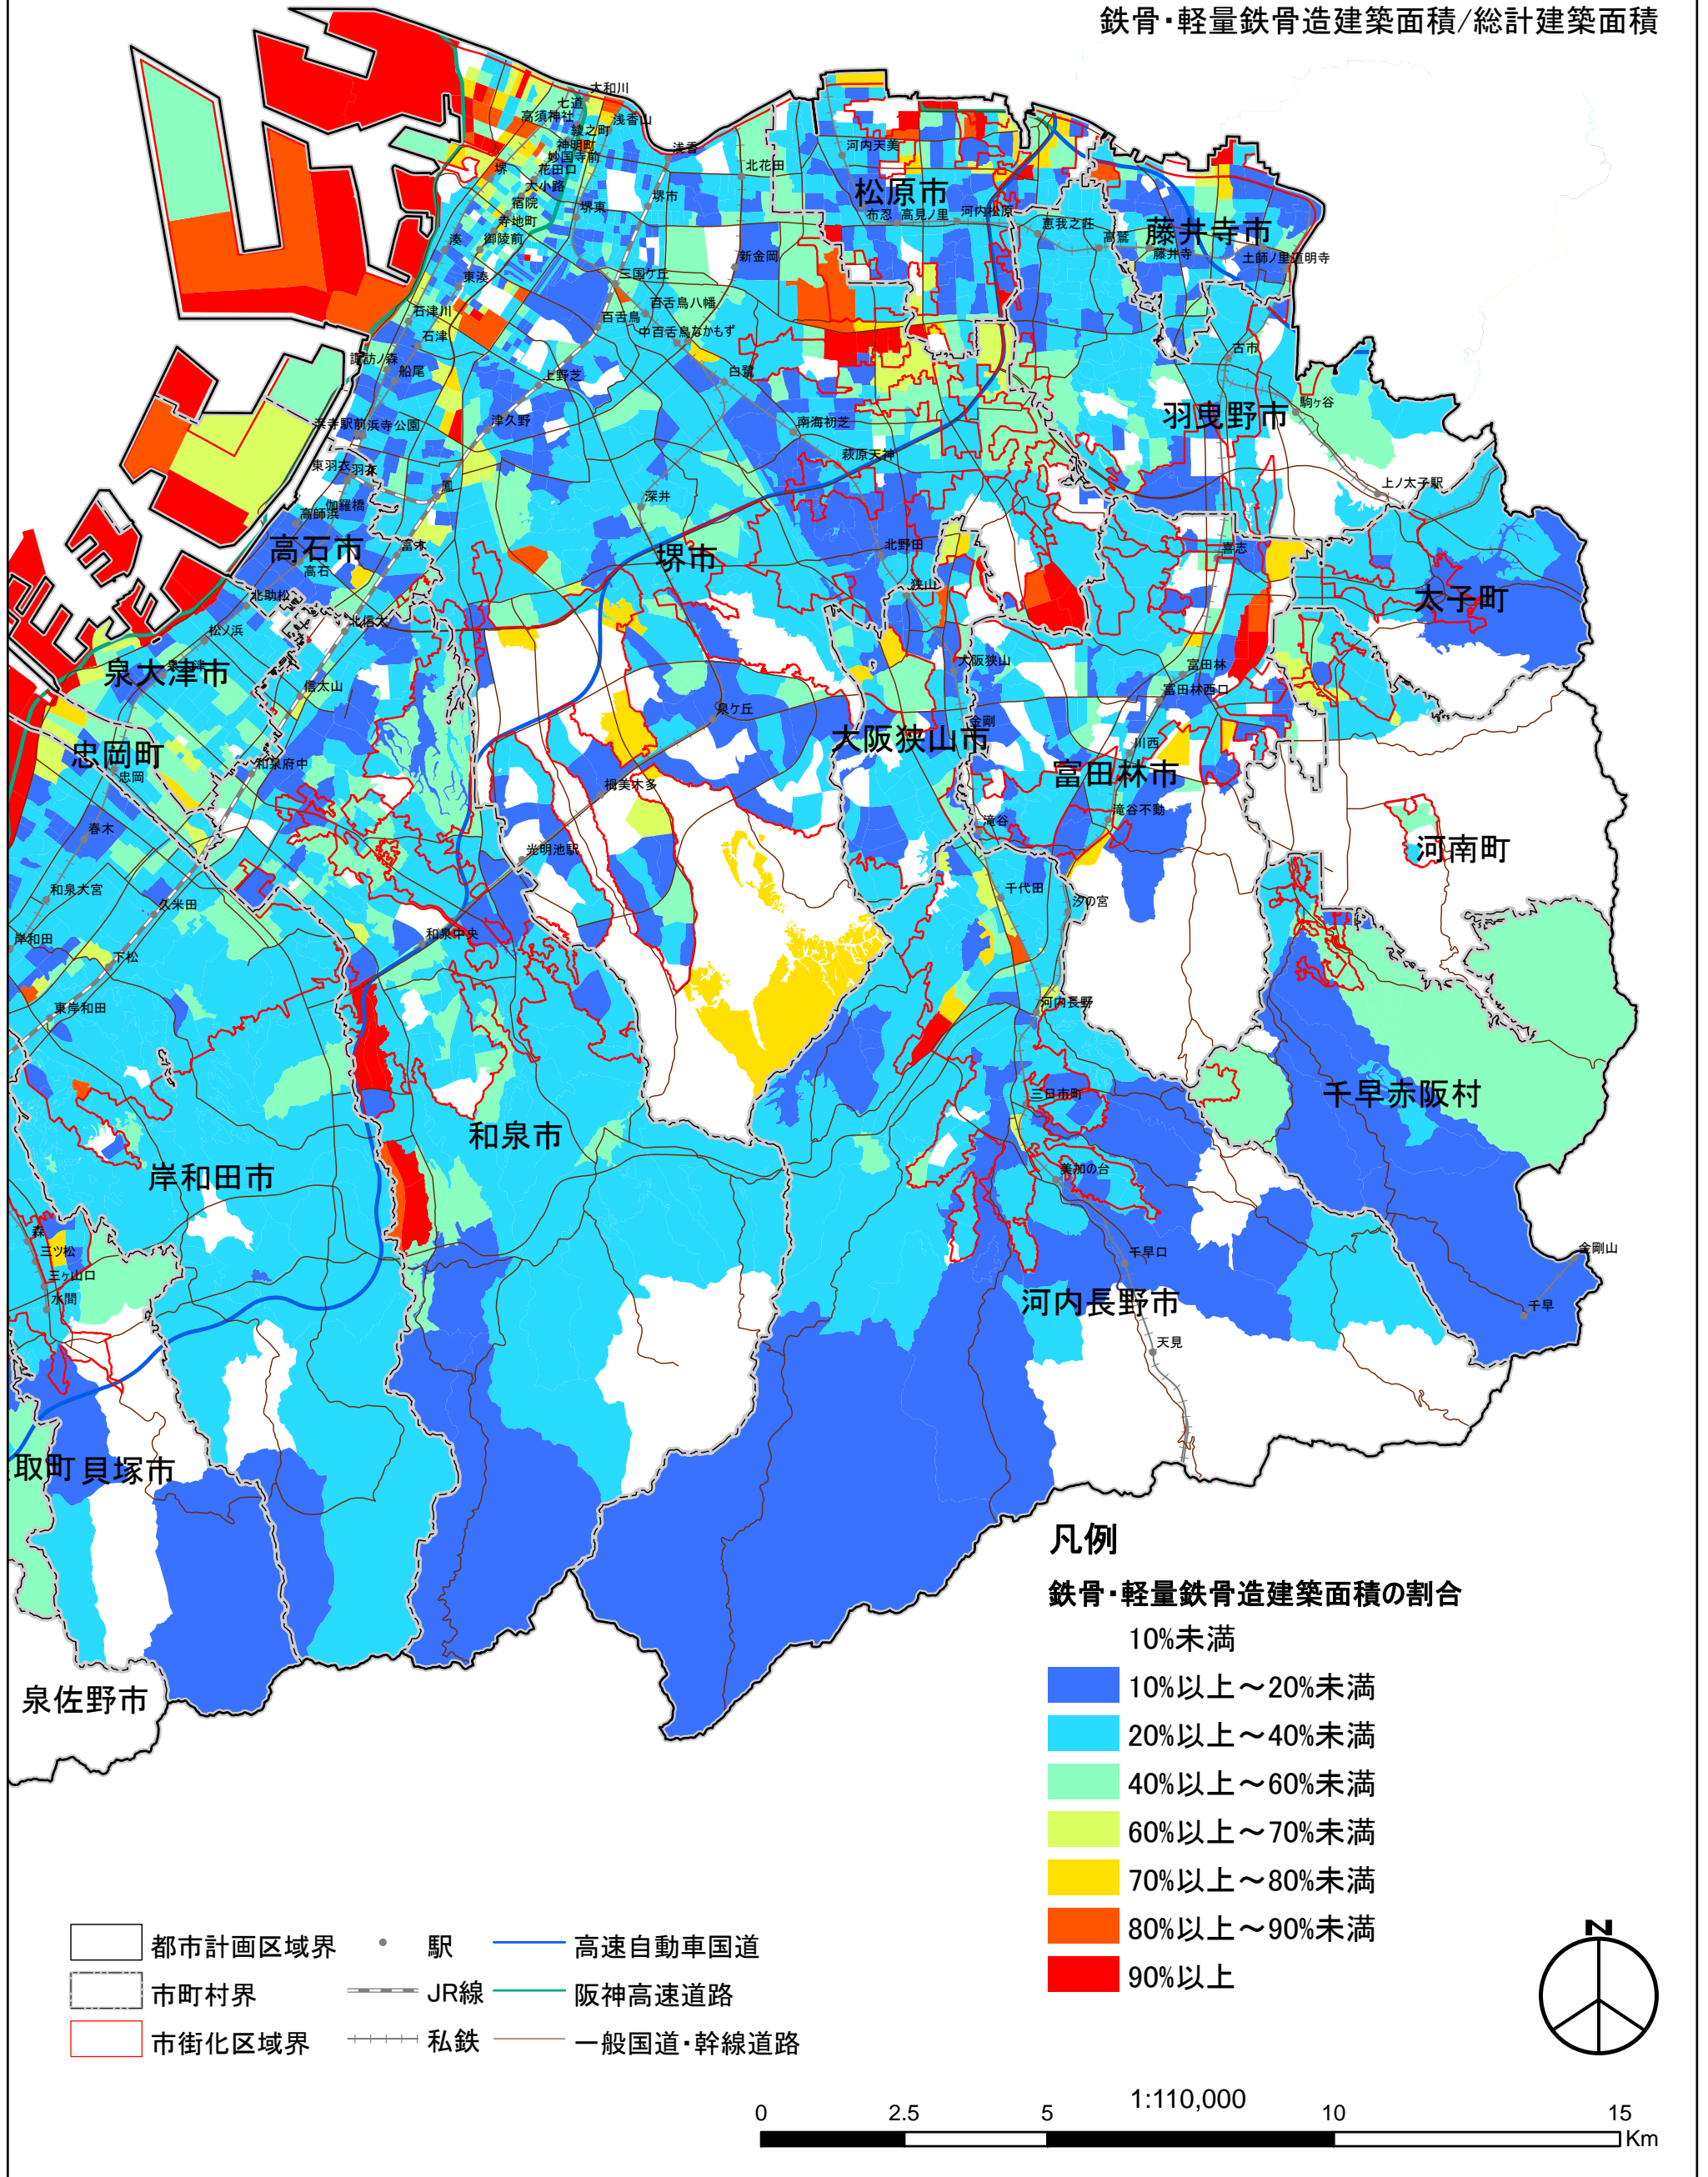 鉄骨・軽量鉄骨造建築面積/総計建築面積
大和川
七道
高須神社
浅香山
綾之町
神明町
妙国寺前
浅香
堺
花田口
北花田
河内天美
大小路
松原市
宿院
堺東
堺市
寺地町
布忍
高見ノ里
河内松原
恵我之荘
藤井寺市
湊
御陵前
高鷲
藤井寺
土師ノ里
道明寺
新金岡
東湊
三国ケ丘
石津川
百舌鳥八幡
百舌鳥
石津
中百舌鳥
なかもず
諏訪ノ森
古市
船尾
上野芝
白鷺
駒ヶ谷
浜寺駅前
浜寺公園
津久野
南海初芝
羽曳野市
萩原天神
東羽衣
羽衣
鳳
上ノ太子駅
伽羅橋
高師浜
深井
高石市
富木
堺市
北野田
喜志
高石
狭山
太子町
北助松
北信太
松ノ浜
泉大津市
信太山
大阪狭山
富田林
富田林西口
泉ケ丘
金剛
大阪狭山市
川西
忠岡町
忠岡
和泉府中
富田林市
栂美木多
滝谷不動
滝谷
春木
河南町
光明池駅
和泉大宮
千代田
汐の宮
久米田
岸和田
和泉中央
下松
河内長野
東岸和田
三日市町
千早赤阪村
和泉市
岸和田市
美加の台
森
三ツ松
千早口
金剛山
三ヶ山口
水間
河内長野市
千早
天見
取町
貝塚市
泉佐野市
凡例
鉄骨・軽量鉄骨造建築面積の割合
10%未満
10%以上～20%未満
20%以上～40%未満
40%以上～60%未満
60%以上～70%未満
70%以上～80%未満
80%以上～90%未満
90%以上
都市計画区域界
駅
高速自動車国道
市町村界
JR線
阪神高速道路
市街化区域界
私鉄
一般国道・幹線道路
N
1:110,000
0 2.5 5 10 15
Km